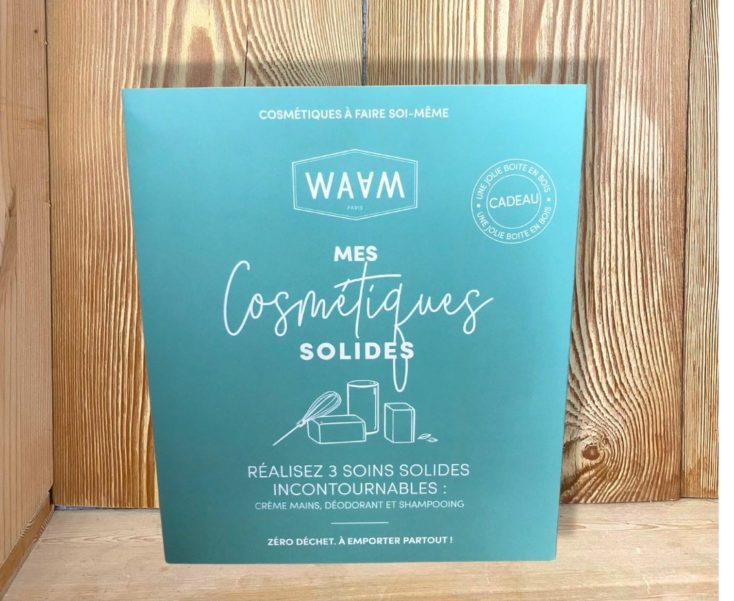 COSMÉTIQUES À FAIRE SOI-MÊME
WAAM
PARIS
UNE JOLIE BOITE EN BOIS
CADEAU
UNE JOLIE BOITE EN BOIS
MES
Cosmétiques
SOLIDES
RÉALISEZ 3 SOINS SOLIDES
INCONTOURNABLES :
CRÈME MAINS, DÉODORANT ET SHAMPOOING
ZÉRO DÉCHET. À EMPORTER PARTOUT !